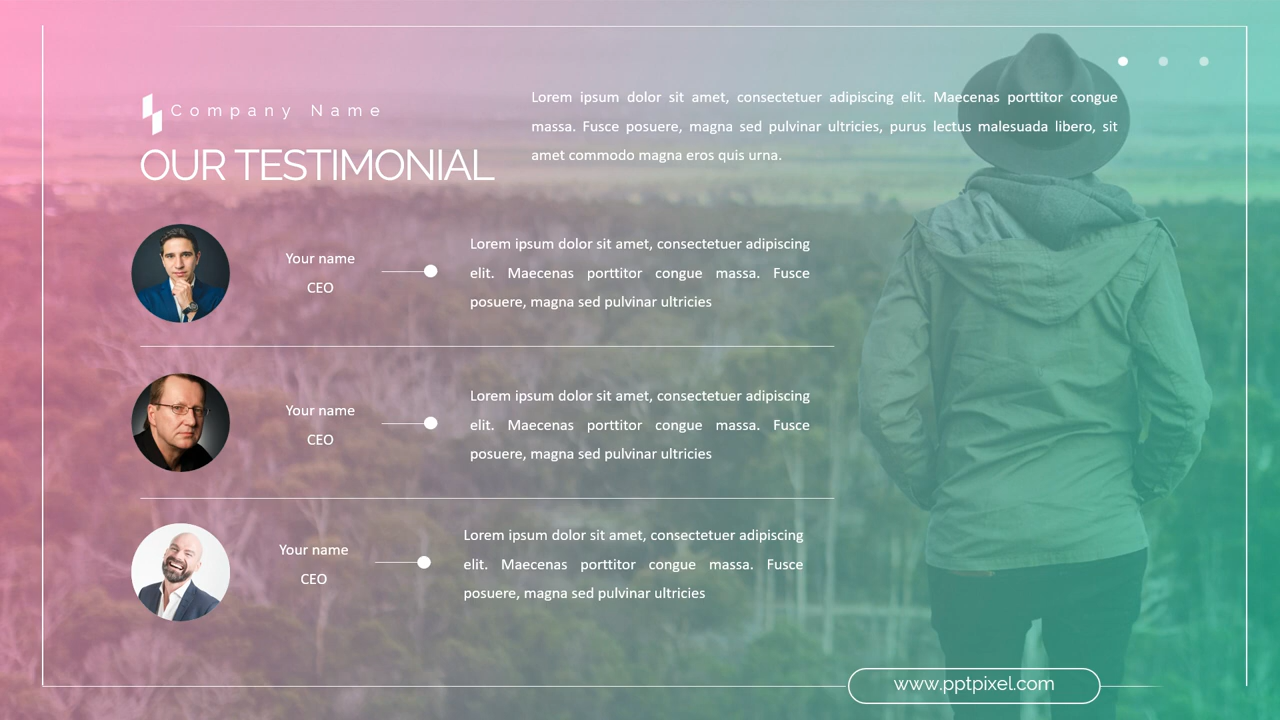 Company Name
OUR TESTIMONIAL
Lorem ipsum dolor sit amet, consectetuer adipiscing elit. Maecenas porttitor congue
massa. Fusce posuere, magna sed pulvinar ultricies, purus lectus malesuada libero, sit
amet commodo magna eros quis urna.
Your name
CEO
Lorem ipsum dolor sit amet, consectetuer adipiscing
elit. Maecenas porttitor congue massa. Fusce
posuere, magna sed pulvinar ultricies
Your name
CEO
Lorem ipsum dolor sit amet, consectetuer adipiscing
elit. Maecenas porttitor congue massa. Fusce
posuere, magna sed pulvinar ultricies
Your name
CEO
Lorem ipsum dolor sit amet, consectetuer adipiscing
elit. Maecenas porttitor congue massa. Fusce
posuere, magna sed pulvinar ultricies
www.pptpixel.com